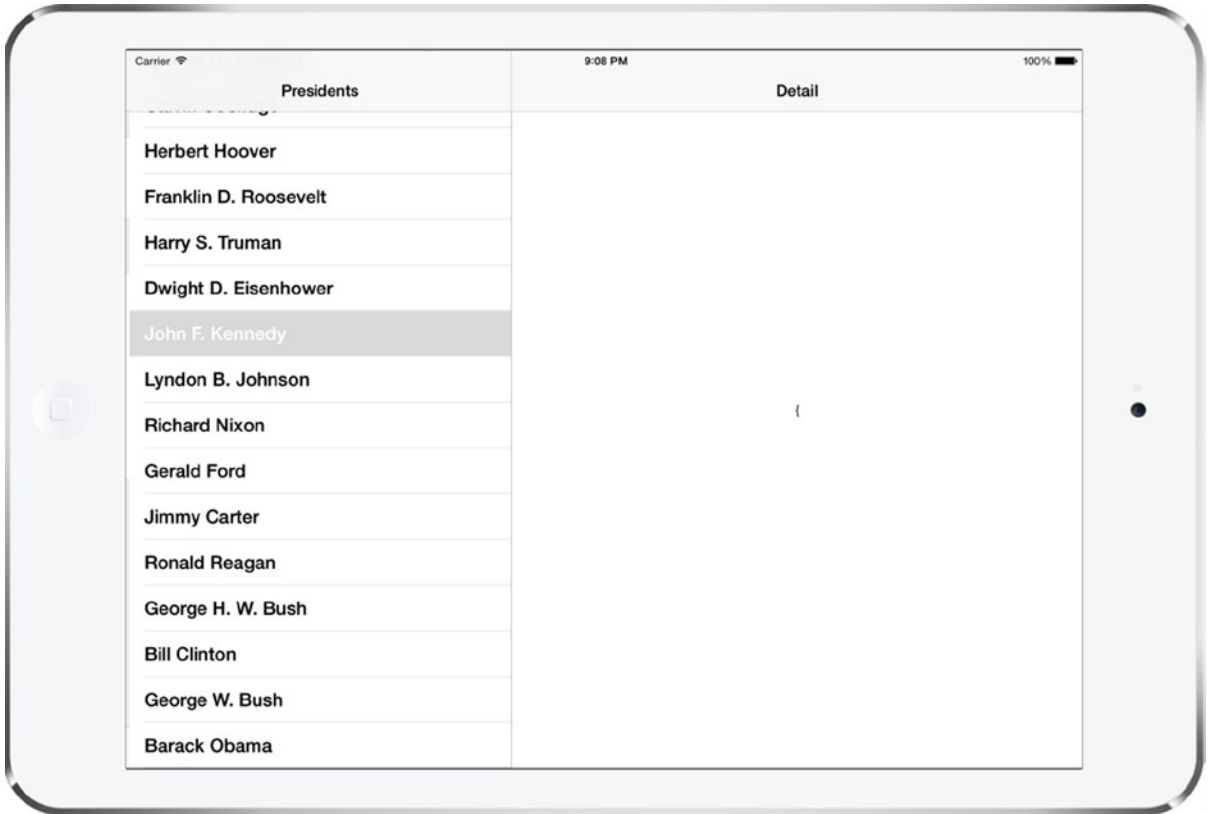 Carrier 9:08 PM 100%
Presidents Detail
Herbert Hoover
Franklin D. Roosevelt
Harry S. Truman
Dwight D. Eisenhower
John F. Kennedy
Lyndon B. Johnson
Richard Nixon
{
Gerald Ford
Jimmy Carter
Ronald Reagan
George H. W. Bush
Bill Clinton
George W. Bush
Barack Obama